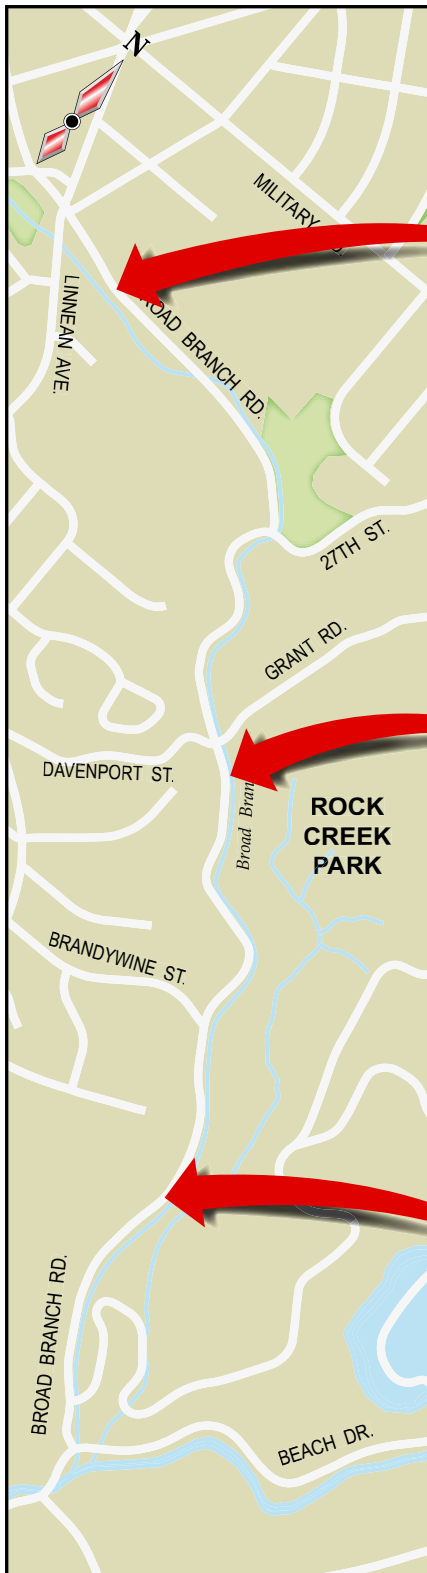 N
MILITARY
LINNEAN AVE.
ROAD BRANCH RD.
27TH ST.
GRANT RD.
DAVENPORT ST.
Broad Bran
ROCK
CREEK
PARK
BRANDYWINE ST.
BROAD BRANCH RD.
BEACH DR.